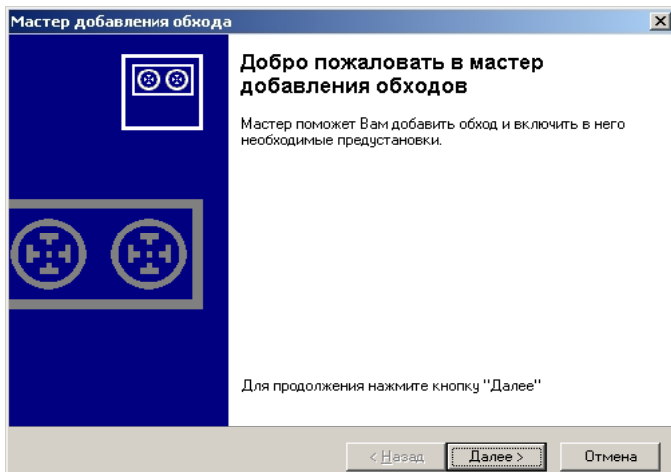 Мастер добавления обхода
Добро пожаловать в мастер
добавления обходов
Мастер поможет Вам добавить обход и включить в него
необходимые предустановки.
Для продолжения нажмите кнопку "Далее"
< Назад
Далее >
Отмена